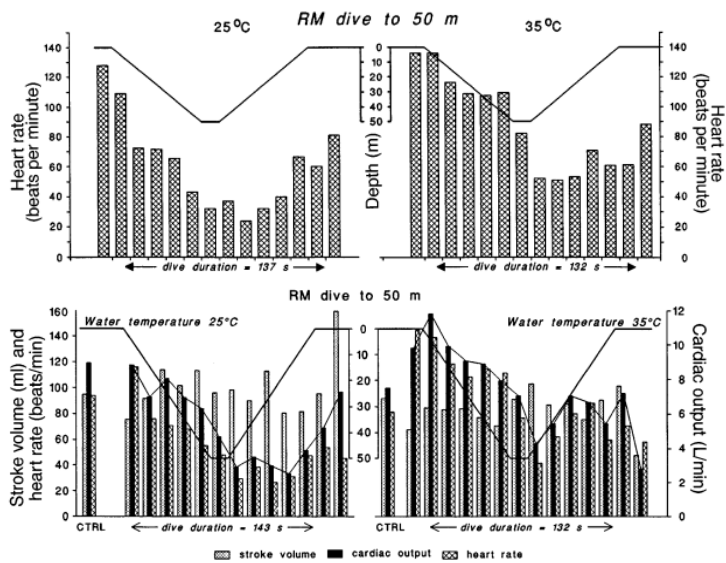 RM dive to 50 m
25 ºC
35ºC
Heart rate
(beats per minute)
140
120
100
80
60
40
20
0
Depth (m)
0
10
20
30
40
50
140
120
100
80
60
40
20
0
Heart rate
(beats per minute)
dive duration = 137 s
dive duration = 132 s
RM dive to 50 m
Water temperature 25°C
Water temperature 35°C
Stroke volume (ml) and
heart rate (beats/min)
160
140
120
100
80
60
40
20
0
0
10
20
30
40
50
12
10
8
6
4
2
0
Cardiac output (L/min)
CTRL
dive duration = 143 s
CTRL
dive duration = 132 s
stroke volume
cardiac output
heart rate